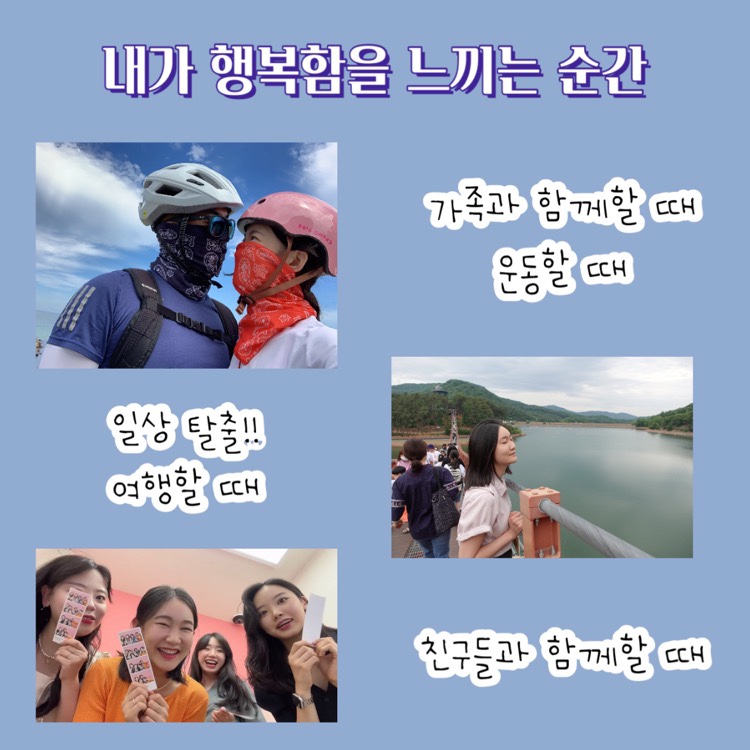 내가 행복함을 느끼는 순간
가족과 함께할 때
운동할 때
일상 탈출!!
여행할 때
친구들과 함께할 때